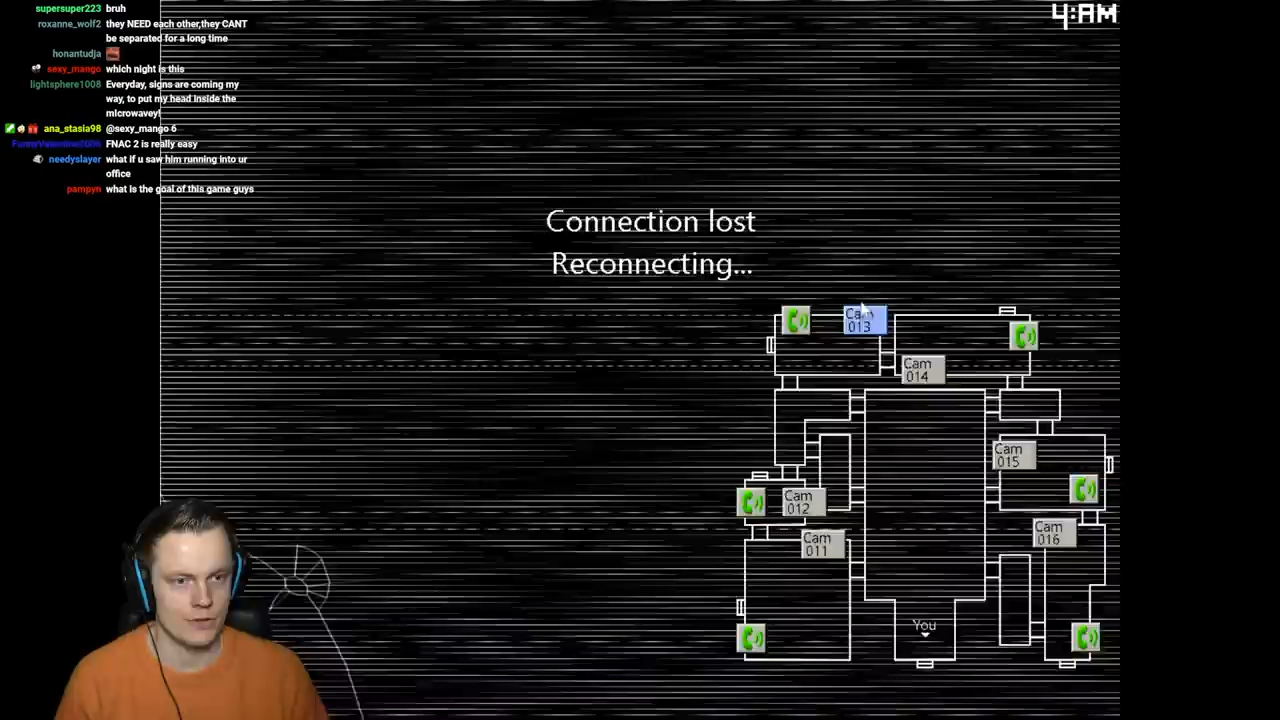 supersuper223 bruh
roxanne_wolf2 they NEED each other,they CANT
be separated for a long time
honantudja
sexy_mango which night is this
lightsphere1008 Everyday, signs are coming my
way, to put my head inside the
microwavey!
ana_stasia98 @sexy_mango 6
FNAC 2 is really easy
needyslayer what if u saw him running into ur
office
pampyn what is the goal of this game guys
4:AM
Connection lost
Reconnecting...
Cam
013
Cam
014
Cam
015
Cam
012
Cam
016
Cam
011
You